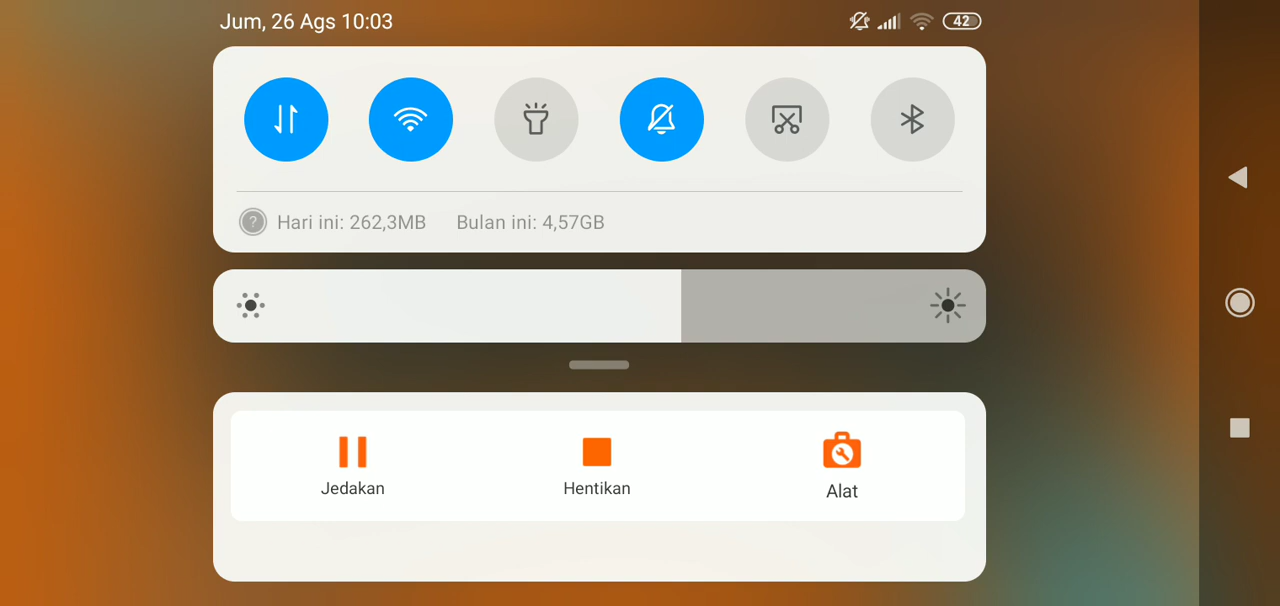 Jum, 26 Ags 10:03
42
?
Hari ini: 262,3MB Bulan ini: 4,57GB
Jedakan Hentikan Alat